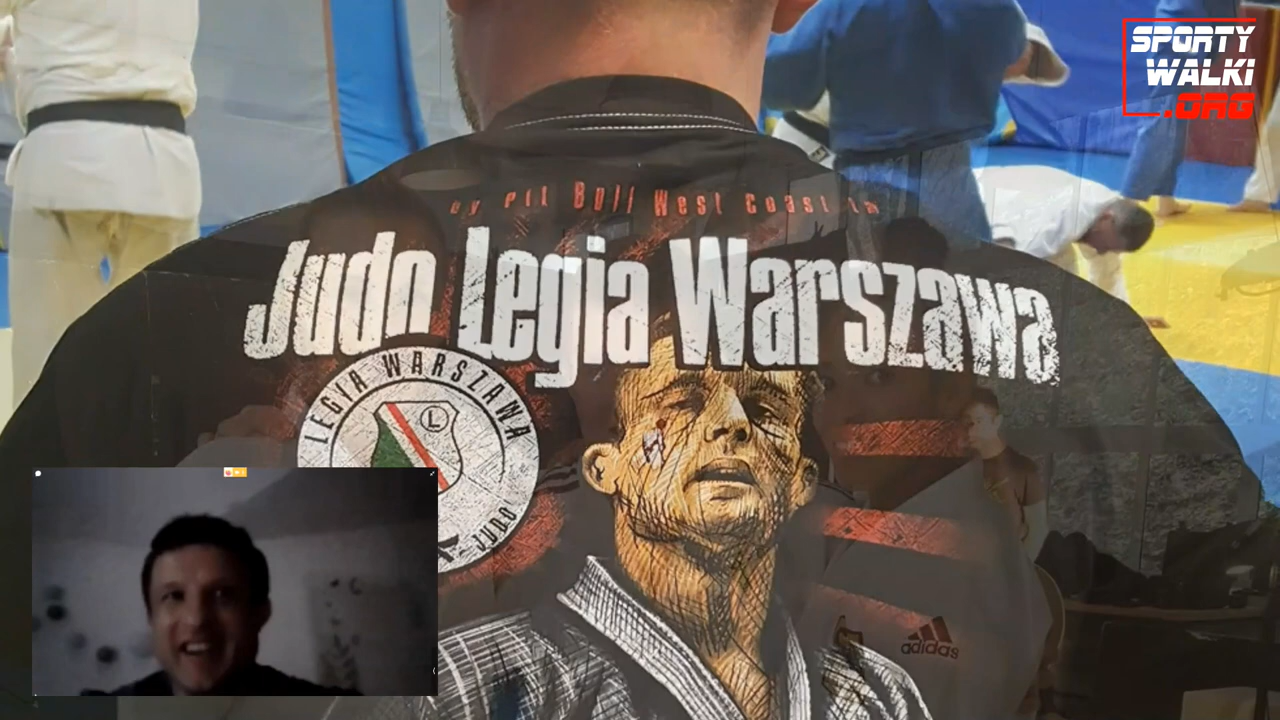 SPORTY
WALKI
.ORG
by Pit Bull West Coast
Judo Legia Warszawa
LEGIA WARSZAWA
L
JUDO
adidas